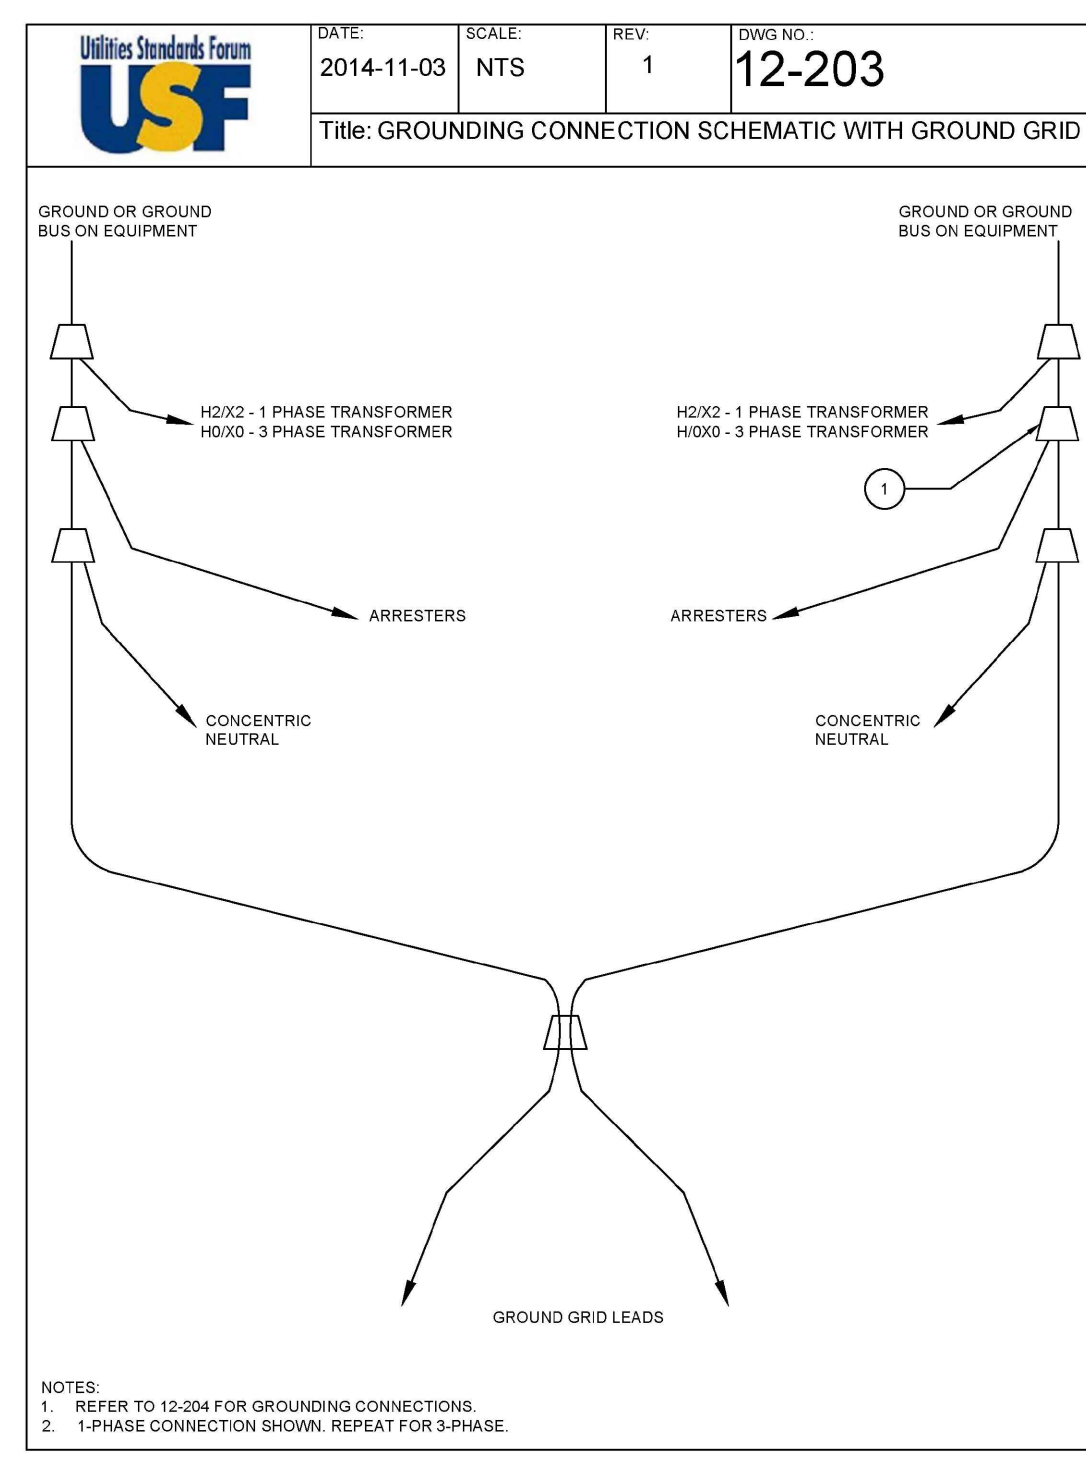 Utilities Standards Forum
USF
DATE:
2014-11-03
SCALE:
NTS
REV:
1
DWG NO.:
12-203
Title: GROUNDING CONNECTION SCHEMATIC WITH GROUND GRID
GROUND OR GROUND
BUS ON EQUIPMENT
GROUND OR GROUND
BUS ON EQUIPMENT
H2/X2 - 1 PHASE TRANSFORMER
H0/X0 - 3 PHASE TRANSFORMER
H2/X2 - 1 PHASE TRANSFORMER
H/0X0 - 3 PHASE TRANSFORMER
1
ARRESTERS
ARRESTERS
CONCENTRIC
NEUTRAL
CONCENTRIC
NEUTRAL
GROUND GRID LEADS
NOTES:
1. REFER TO 12-204 FOR GROUNDING CONNECTIONS.
2. 1-PHASE CONNECTION SHOWN. REPEAT FOR 3-PHASE.